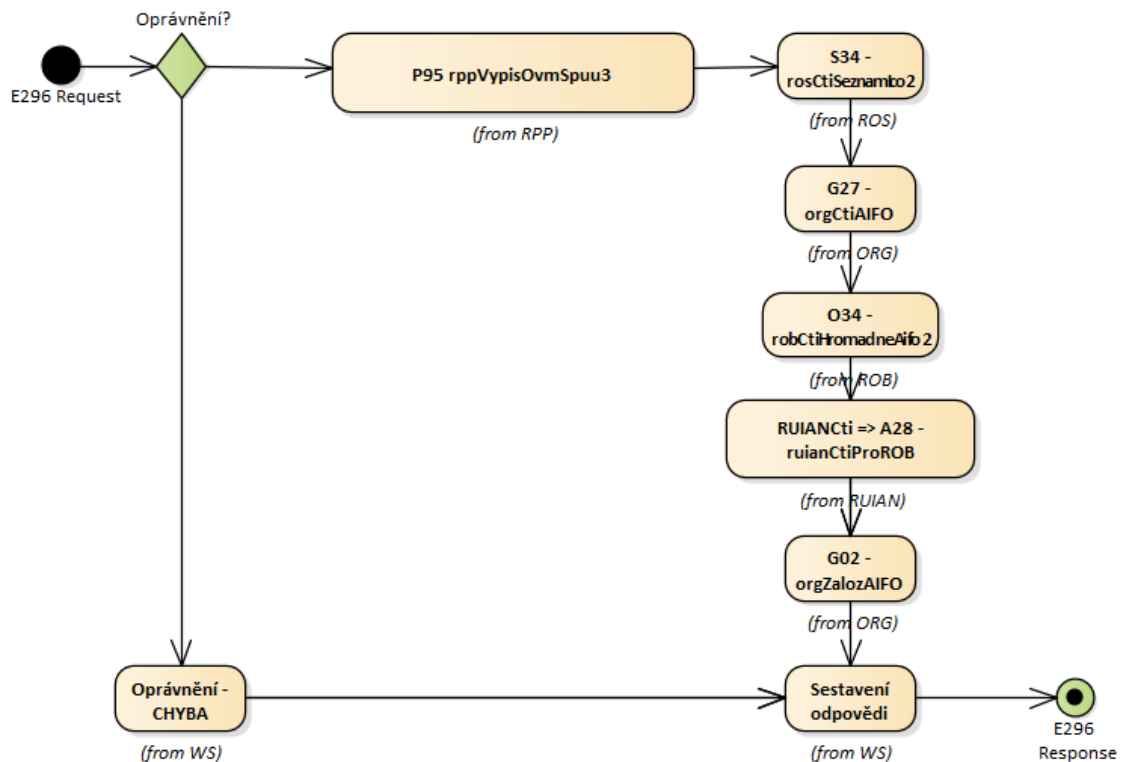 Oprávnění?
E296 Request
P95 rppVypisOvmSpuu3
(from RPP)
S34 -
rosCtiSeznamIco2
(from ROS)
G27 -
orgCtiAIFO
(from ORG)
O34 -
robCtiHromadneAifo2
(from ROB)
RUIANCti => A28 -
ruianCtiProROB
(from RUIAN)
G02 -
orgZalozAIFO
(from ORG)
Oprávnění -
CHYBA
(from WS)
Sestavení
odpovědi
(from WS)
E296
Response